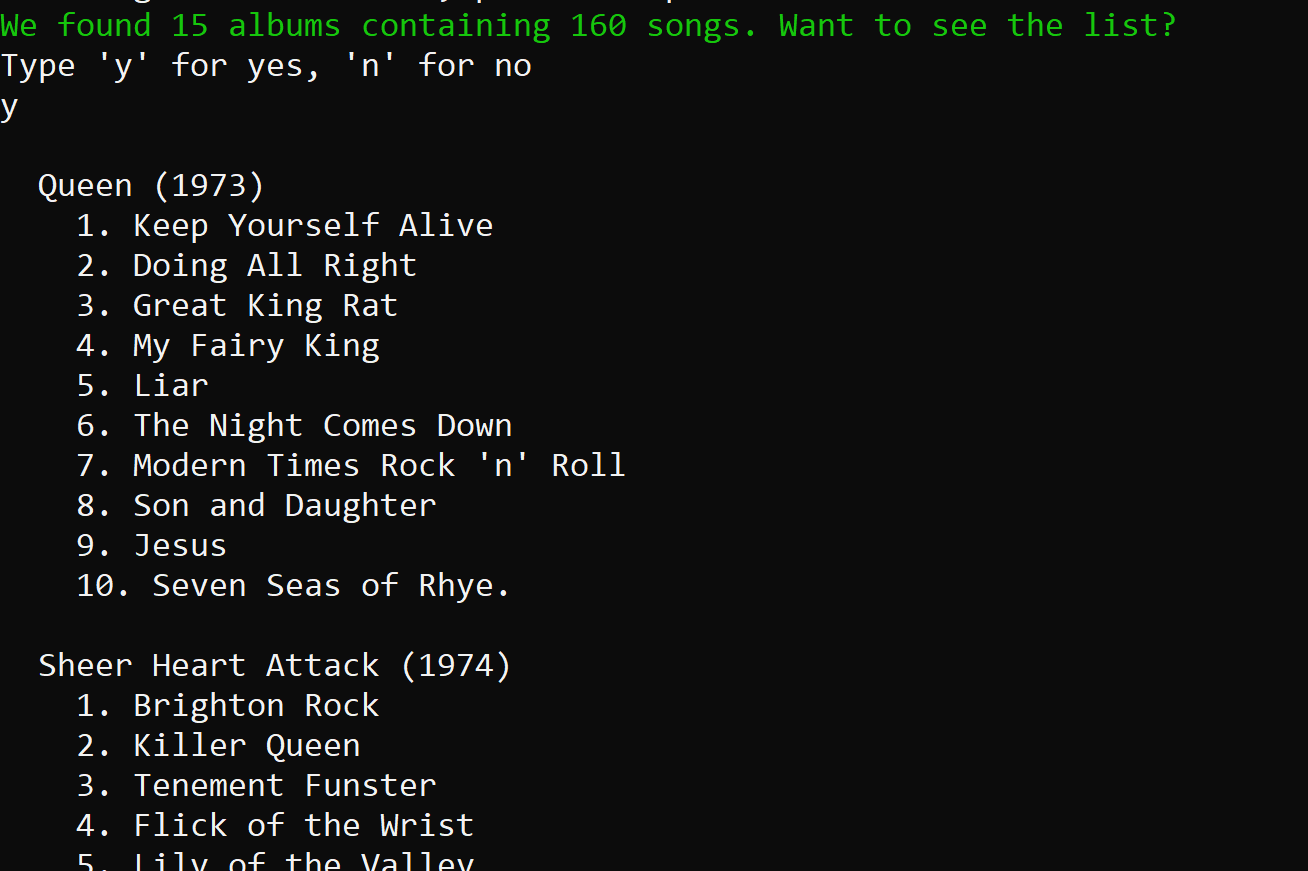 We found 15 albums containing 160 songs. Want to see the list?
Type 'y' for yes, 'n' for no
y
Queen (1973)
1. Keep Yourself Alive
2. Doing All Right
3. Great King Rat
4. My Fairy King
5. Liar
6. The Night Comes Down
7. Modern Times Rock 'n' Roll
8. Son and Daughter
9. Jesus
10. Seven Seas of Rhye.
Sheer Heart Attack (1974)
1. Brighton Rock
2. Killer Queen
3. Tenement Funster
4. Flick of the Wrist
5. Lily of the Valley